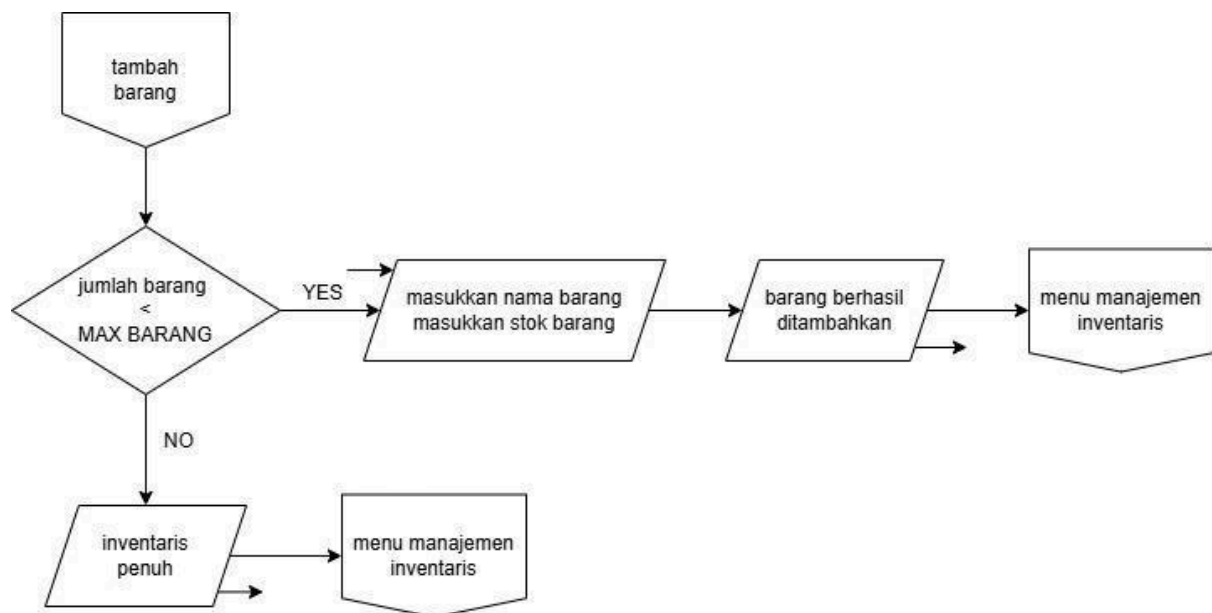 tambah
barang
jumlah barang
<
MAX BARANG
YES
masukkan nama barang
masukkan stok barang
barang berhasil
ditambahkan
menu manajemen
inventaris
NO
inventaris
penuh
menu manajemen
inventaris